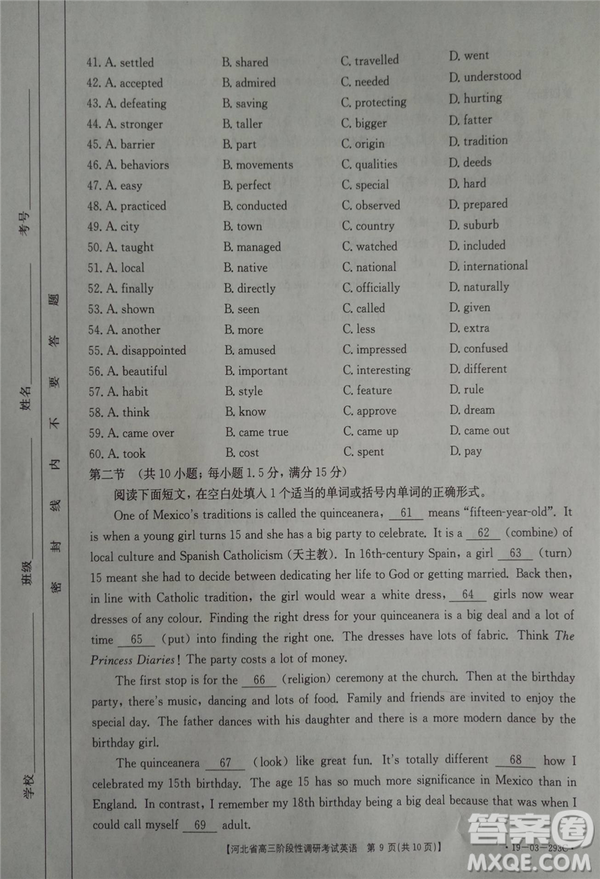 41. A. settled B. shared C. travelled D. went
42. A. accepted B. admired C. needed D. understood
43. A. defeating B. saving C. protecting D. hurting
44. A. stronger B. taller C. bigger D. fatter
45. A. barrier B. part C. origin D. tradition
46. A. behaviors B. movements C. qualities D. deeds
47. A. easy B. perfect C. special D. hard
48. A. practiced B. conducted C. observed D. prepared
49. A. city B. town C. country D. suburb
50. A. taught B. managed C. watched D. included
51. A. local B. native C. national D. international
52. A. finally B. directly C. officially D. naturally
53. A. shown B. seen C. called D. given
54. A. another B. more C. less D. extra
55. A. disappointed B. amused C. impressed D. confused
56. A. beautiful B. important C. interesting D. different
57. A. habit B. style C. feature D. rule
58. A. think B. know C. approve D. dream
59. A. came over B. came true C. came up D. came out
60. A. took B. cost C. spent D. pay
第二节 (共10小题;每小题1.5分,满分15分)
阅读下面短文,在空白处填入1个适当的单词或括号内单词的正确形式。
One of Mexico's traditions is called the quinceanera, 61 means "fifteen-year-old". It
is when a young girl turns 15 and she has a big party to celebrate. It is a 62 (combine) of
local culture and Spanish Catholicism (天主教). In 16th-century Spain, a girl 63 (turn)
15 meant she had to decide between dedicating her life to God or getting married. Back then,
in line with Catholic tradition, the girl would wear a white dress, 64 girls now wear
dresses of any colour. Finding the right dress for your quinceanera is a big deal and a lot of
time 65 (put) into finding the right one. The dresses have lots of fabric. Think The
Princess Diaries! The party costs a lot of money.
The first stop is for the 66 (religion) ceremony at the church. Then at the birthday
party, there's music, dancing and lots of food. Family and friends come to enjoy the
special day. The father dances with his daughter and there is a more modern dance by the
birthday girl.
The quinceanera 67 (look) like great fun. It's incredibly different 68 how I
celebrated my 15th birthday. The age 15 has so much more significance in Mexico than in
England. In contrast, I remember my 18th birthday being a big deal because that was when I
could call myself 69 adult.
【河北省高三阶段性调研考试英语 第9页(共10页)】 ·19-03-293C·
学校 班级 姓名 考号
密封线内不要答题
答案圈